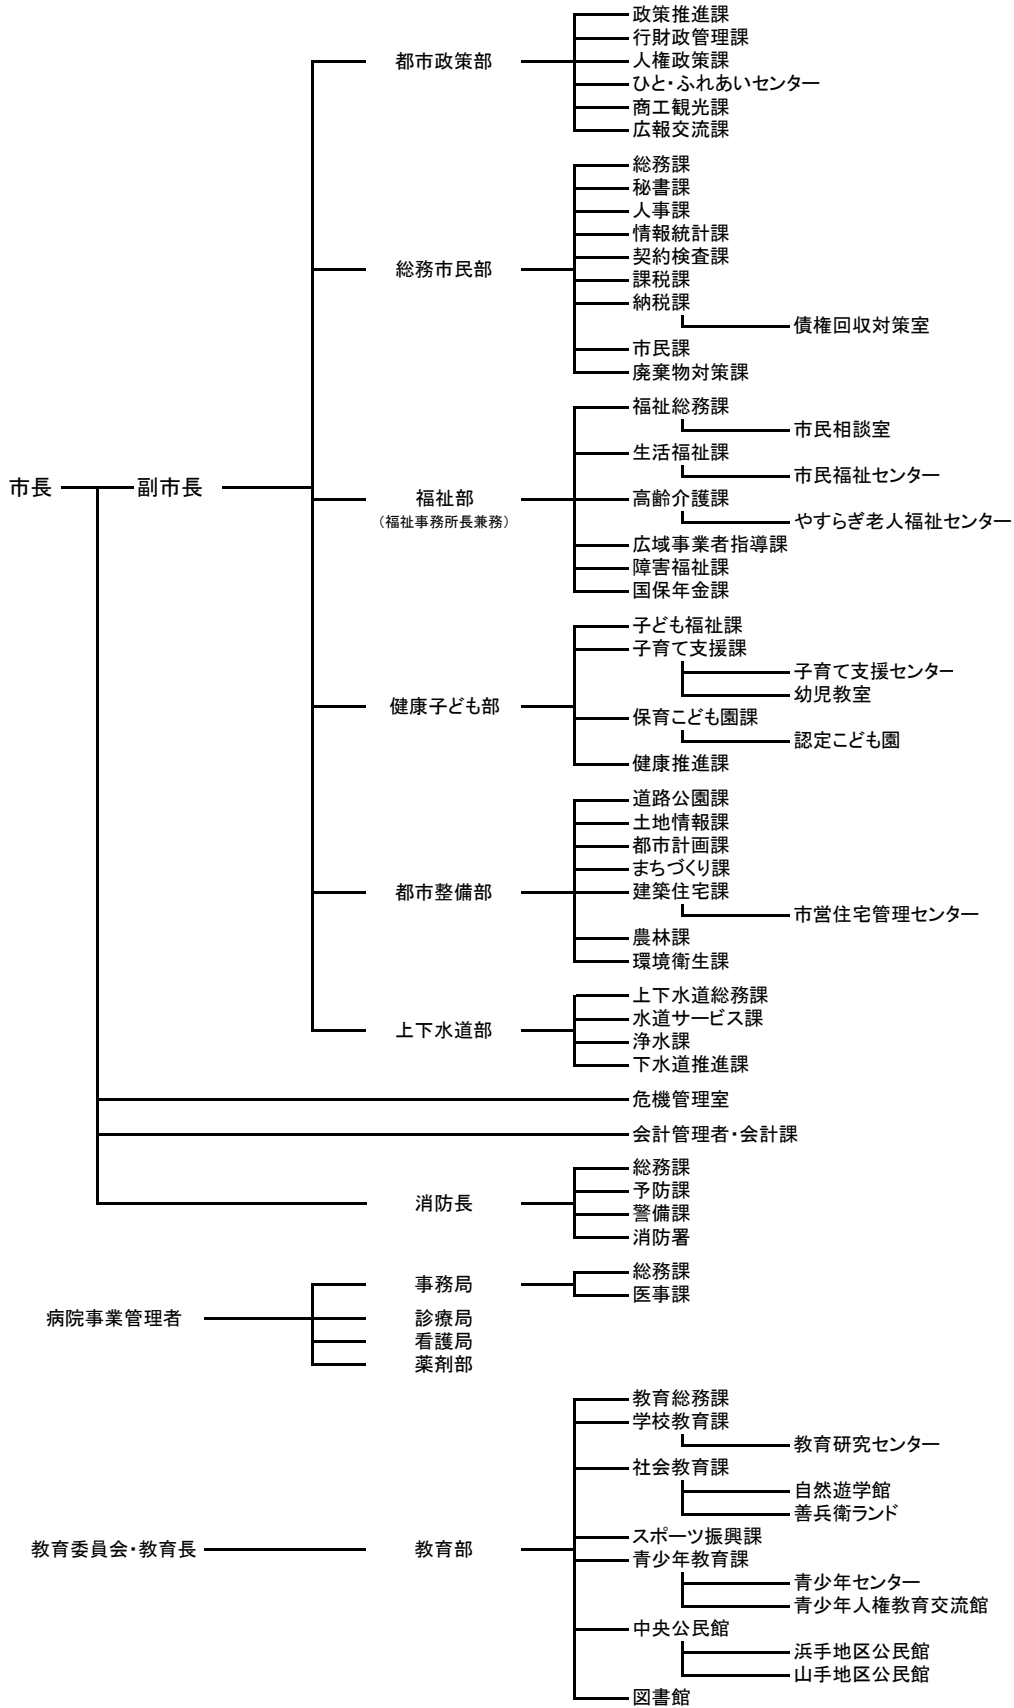 政策推進課
行財政管理課
都市政策部
人権政策課
ひと・ふれあいセンター
商工観光課
広報交流課
総務課
秘書課
人事課
情報統計課
契約検査課
総務市民部
課税課
納税課
債権回収対策室
市民課
廃棄物対策課
福祉総務課
市民相談室
生活福祉課
市民福祉センター
市長
副市長
福祉部
(福祉事務所長兼務)
高齢介護課
やすらぎ老人福祉センター
広域事業者指導課
障害福祉課
国保年金課
子ども福祉課
子育て支援課
子育て支援センター
幼児教室
健康子ども部
保育こども園課
認定こども園
健康推進課
道路公園課
土地情報課
都市計画課
まちづくり課
都市整備部
建築住宅課
市営住宅管理センター
農林課
環境衛生課
上下水道総務課
水道サービス課
上下水道部
浄水課
下水道推進課
危機管理室
会計管理者・会計課
総務課
予防課
消防長
警備課
消防署
病院事業管理者
事務局
総務課
医事課
診療局
看護局
薬剤部
教育総務課
学校教育課
教育研究センター
社会教育課
自然遊学館
善兵衛ランド
スポーツ振興課
教育委員会・教育長
教育部
青少年教育課
青少年センター
青少年人権教育交流館
中央公民館
浜手地区公民館
山手地区公民館
図書館